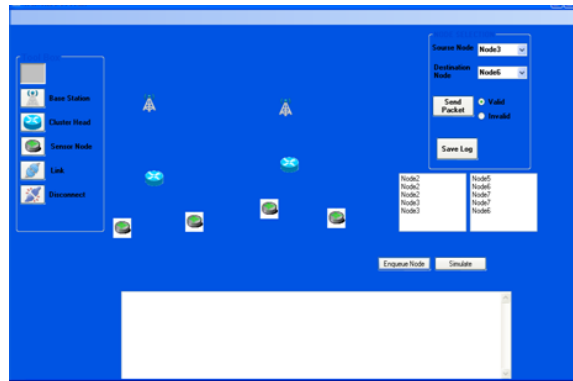 Source Node Node3
Destination Node Node6
Base Station
Cluster Head
Sensor Node
Link
Disconnect
Send Packet
Valid
Invalid
Save Log
Node2 Node5
Node2 Node6
Node2 Node7
Node3 Node7
Node3 Node6
Enqueue Node Simulate